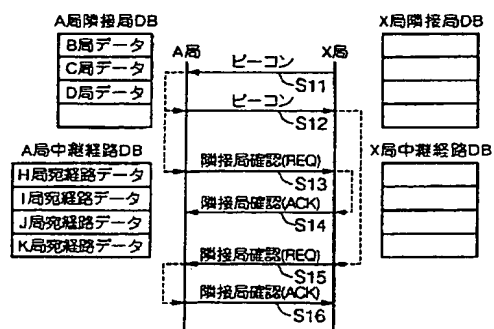 A局隣接局DB
B局データ
C局データ
D局データ
A局
X局
X局隣接局DB
ビーコン
S11
ビーコン
S12
A局中継経路DB
H局宛経路データ
I局宛経路データ
J局宛経路データ
K局宛経路データ
X局中継経路DB
隣接局確認(REQ)
S13
隣接局確認(ACK)
S14
隣接局確認(REQ)
S15
隣接局確認(ACK)
S16